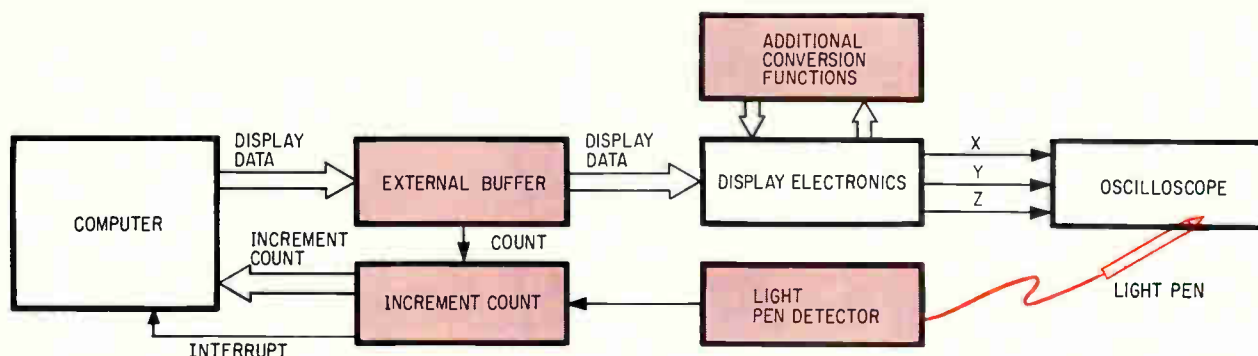 ADDITIONAL
CONVERSION
FUNCTIONS
DISPLAY
DATA
DISPLAY
DATA
X
EXTERNAL BUFFER
DISPLAY ELECTRONICS
Y
OSCILLOSCOPE
Z
COMPUTER
INCREMENT
COUNT
COUNT
INCREMENT COUNT
LIGHT
PEN DETECTOR
LIGHT PEN
INTERRUPT